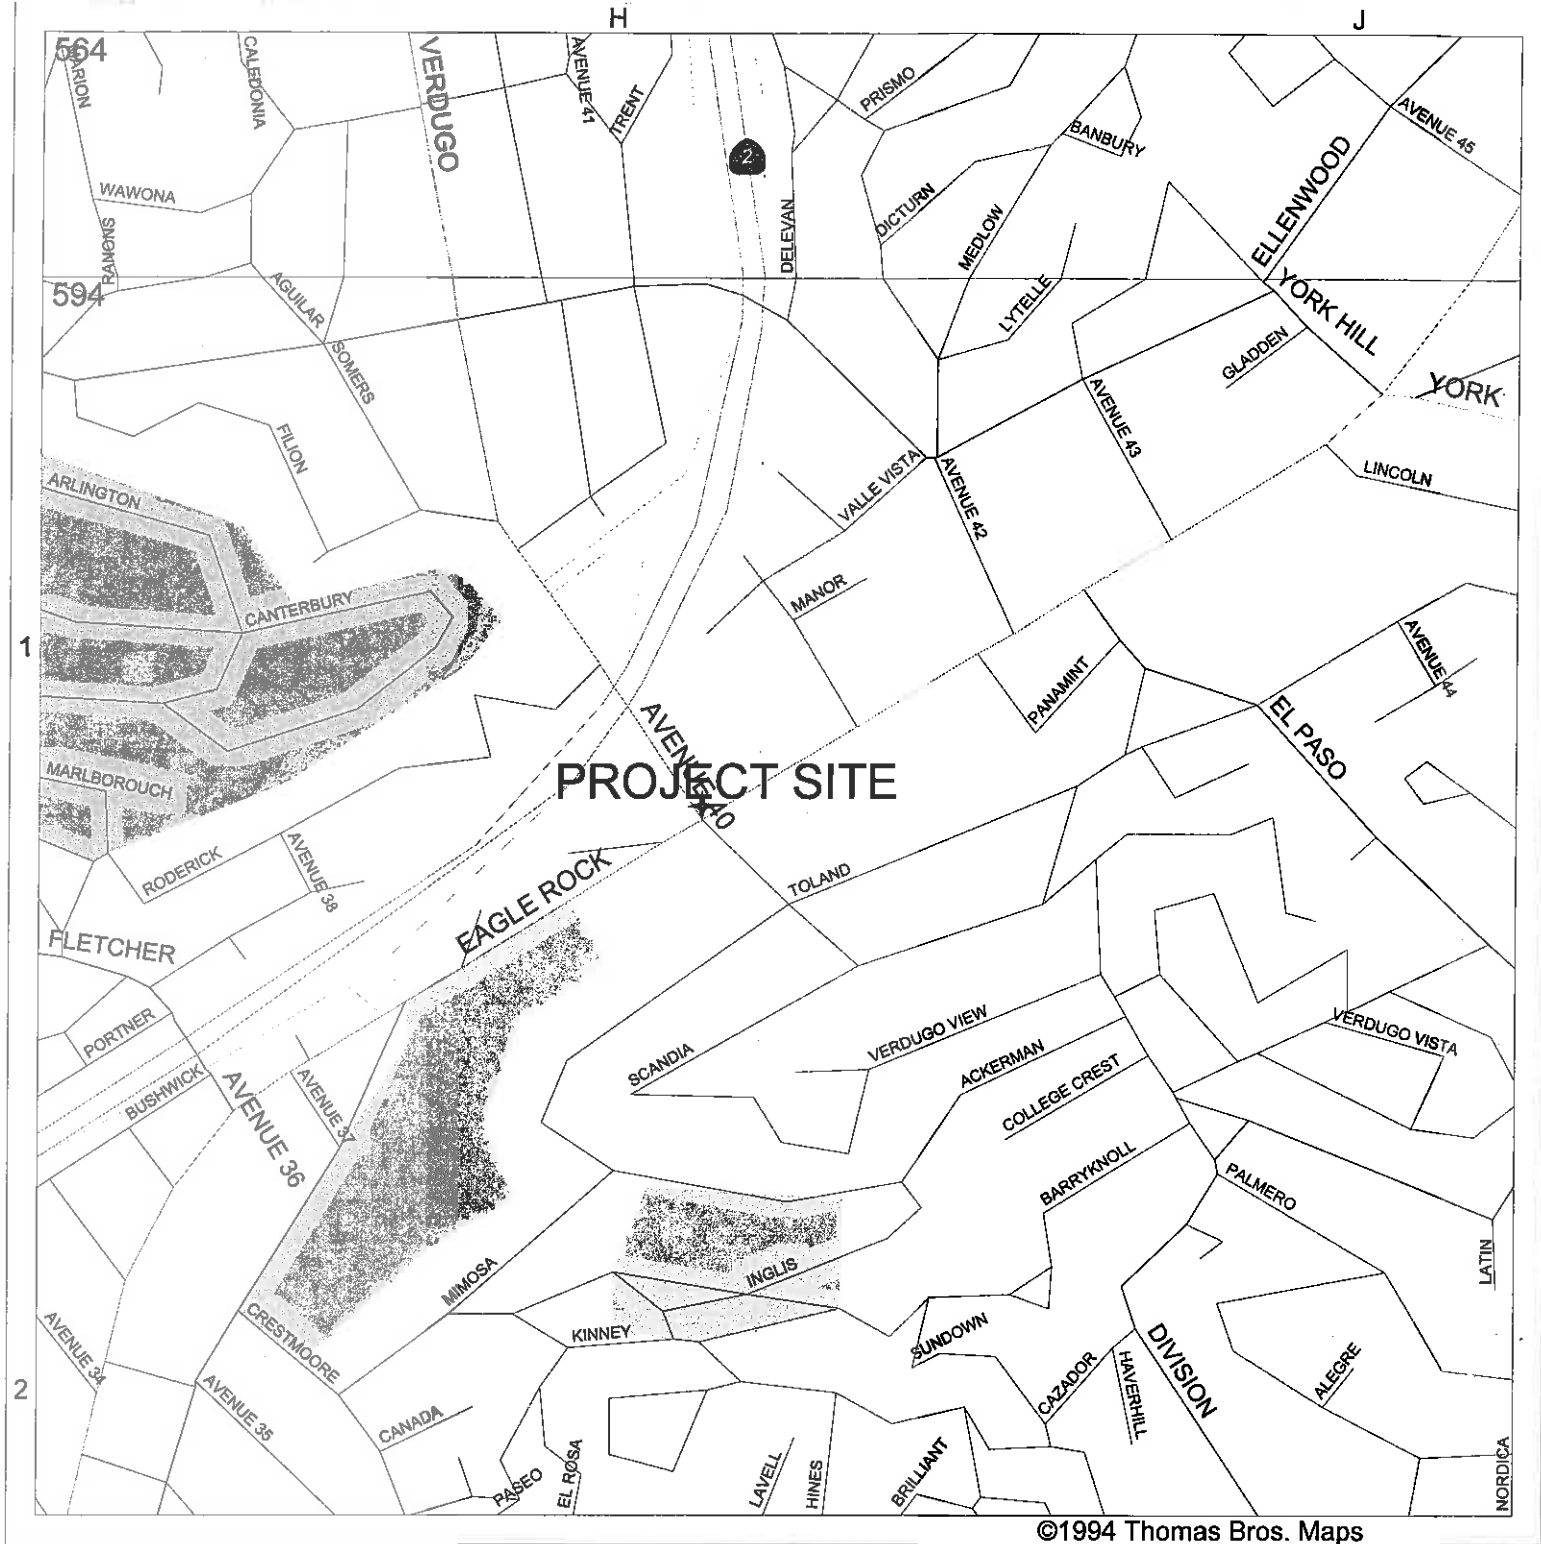 H
J
564
MARION
CALEDONIA
VERDUGO
AVENUE 41
TRENT
PRISMO
2
BANBURY
AVENUE 45
ELLENWOOD
WAWONA
RAMONS
DELEVAN
DICTURN
MEDLOW
594
AGUILAR
LYTELLE
YORK HILL
GLADDEN
SOMERS
YORK
AVENUE 43
FILION
VALLE VISTA
AVENUE 42
LINCOLN
ARLINGTON
CANTERBURY
MANOR
1
AVENUE 44
PANAMINT
EL PASO
AVENUE 40
PROJECT SITE
MARLBOROUCH
RODERICK
AVENUE 38
EAGLE ROCK
TOLAND
FLETCHER
PORTNER
SCANDIA
VERDUGO VIEW
VERDUGO VISTA
ACKERMAN
COLLEGE CREST
BUSHWICK
AVENUE 36
AVENUE 37
BARRYKNOLL
PALMERO
LATIN
INGLIS
MIMOSA
KINNEY
CRESTMOORE
AVENUE 34
SUNDOWN
DIVISION
CAZADOR
HAVERHILL
ALEGRE
2
AVENUE 35
CANADA
PASEO
EL ROSA
LAVELL
HINES
BRILLIANT
NORDICA
©1994 Thomas Bros. Maps